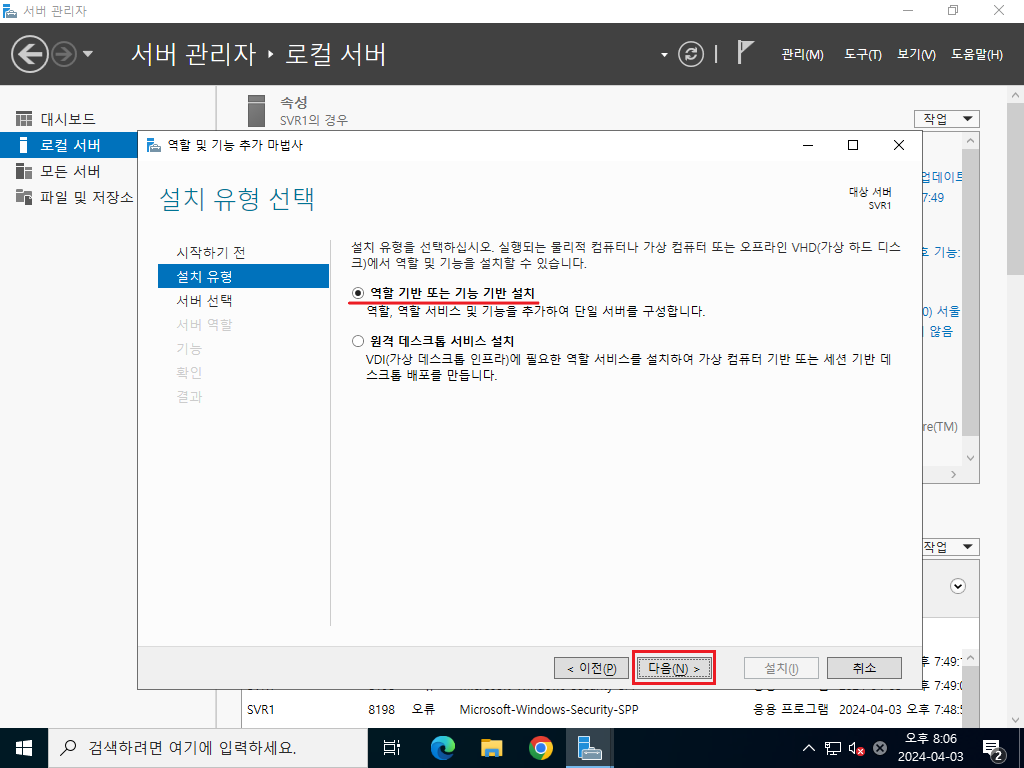 서버 관리자
서버 관리자 ‣ 로컬 서버
관리(M) 도구(T) 보기(V) 도움말(H)
대시보드
로컬 서버
모든 서버
파일 및 저장소
속성
SVR1의 경우
작업
역할 및 기능 추가 마법사
설치 유형 선택
대상 서버
SVR1
시작하기 전
설치 유형
서버 선택
서버 역할
기능
확인
결과
설치 유형을 선택하십시오. 실행되는 물리적 컴퓨터나 가상 컴퓨터 또는 오프라인 VHD(가상 하드 디스
크)에서 역할 및 기능을 설치할 수 있습니다.
역할 기반 또는 기능 기반 설치
역할, 역할 서비스 및 기능을 추가하여 단일 서버를 구성합니다.
원격 데스크톱 서비스 설치
VDI(가상 데스크톱 인프라)에 필요한 역할 서비스를 설치하여 가상 컴퓨터 기반 또는 세션 기반 데
스크톱 배포를 만듭니다.
< 이전(P) 다음(N) > 설치(I) 취소
업데이트
7:49
기능:
0) 서울
않음
re(TM)
작업
후 7:49:
후 7:49:0
SVR1 8198 오류 Microsoft-Windows-Security-SPP 응용 프로그램 2024-04-03 오후 7:48:5
검색하려면 여기에 입력하세요.
오후 8:06
2024-04-03
2